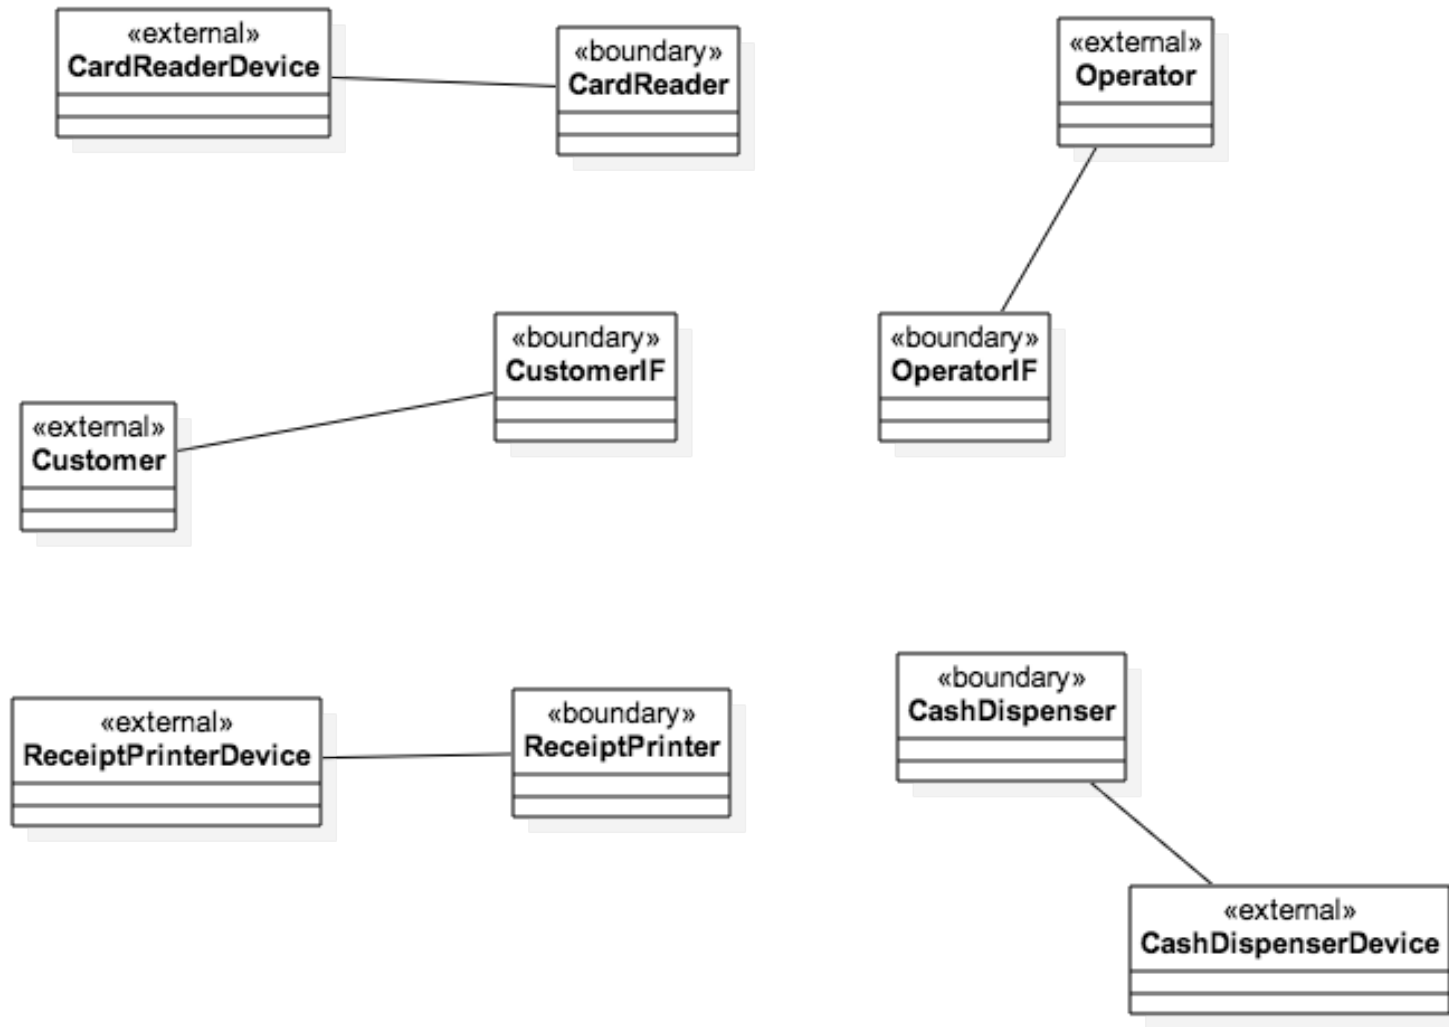 «external»
CardReaderDevice
«boundary»
CardReader
«external»
Operator
«boundary»
CustomerIF
«boundary»
OperatorIF
«external»
Customer
«external»
ReceiptPrinterDevice
«boundary»
ReceiptPrinter
«boundary»
CashDispenser
«external»
CashDispenserDevice